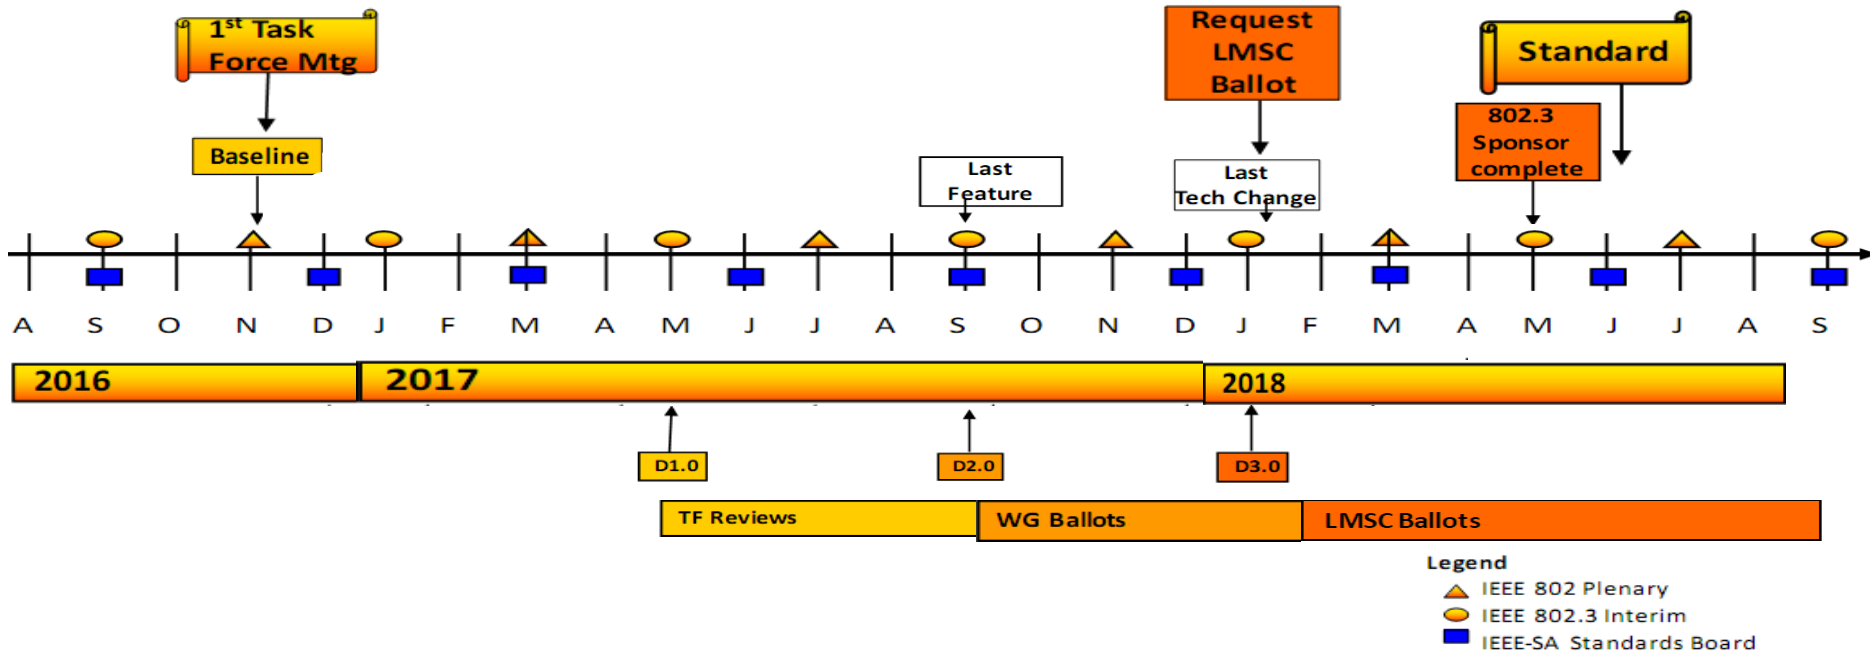 1st Task
Force Mtg
Request
LMSC
Ballot
Standard
802.3
Sponsor
complete
Baseline
Last
Feature
Last
Tech Change
A S O N D J F M A M J J A S O N D J F M A M J J A S
2016
2017
2018
D1.0
D2.0
D3.0
TF Reviews
WG Ballots
LMSC Ballots
Legend
IEEE 802 Plenary
IEEE 802.3 Interim
IEEE-SA Standards Board